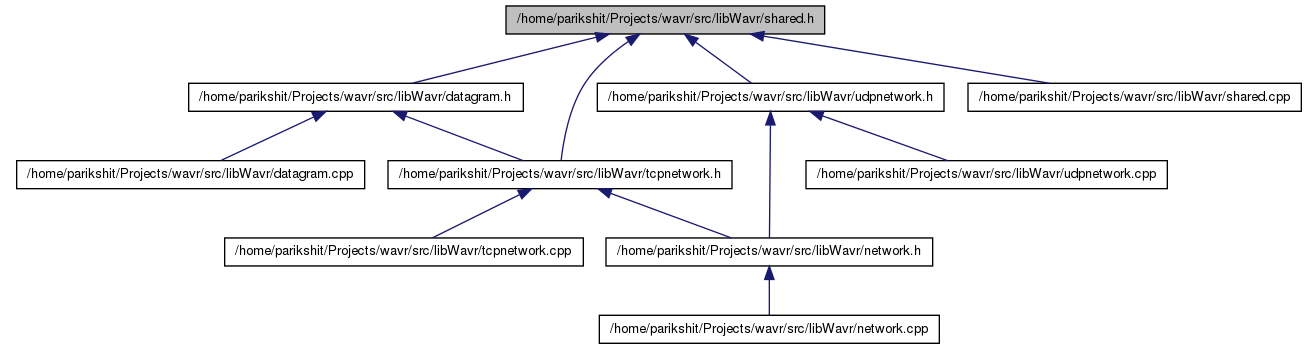 /home/parikshit/Projects/wavr/src/libWavr/shared.h
/home/parikshit/Projects/wavr/src/libWavr/datagram.h
/home/parikshit/Projects/wavr/src/libWavr/udpnetwork.h
/home/parikshit/Projects/wavr/src/libWavr/shared.cpp
/home/parikshit/Projects/wavr/src/libWavr/datagram.cpp
/home/parikshit/Projects/wavr/src/libWavr/tcpnetwork.h
/home/parikshit/Projects/wavr/src/libWavr/udpnetwork.cpp
/home/parikshit/Projects/wavr/src/libWavr/tcpnetwork.cpp
/home/parikshit/Projects/wavr/src/libWavr/network.h
/home/parikshit/Projects/wavr/src/libWavr/network.cpp